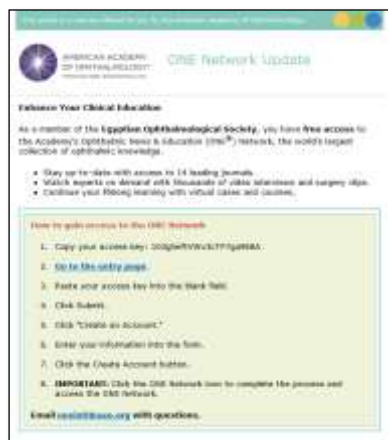 AMERICAN ACADEMY
OF OPHTHALMOLOGY
ONE Network Update
Enhance Your Clinical Education
As a member of the Egyptian Ophthalmological Society, you have free access to
the Academy's Ophthalmic News & Education (ONE®) Network, the world's largest
collection of ophthalmic knowledge.
• Stay up-to-date with access to 14 leading journals.
• Watch experts on demand with thousands of video interviews and surgery clips.
• Continue your lifelong learning with virtual cases and courses.
How to gain access to the ONE Network
1. Copy your access key:
2. Go to the entry page.
3. Paste your access key into the blank field.
4. Click Submit.
5. Click "Create an Account."
6. Enter your information into the form.
7. Click the Create Account button.
8. IMPORTANT: Click the ONE Network icon to complete the process and
access the ONE Network.
Email with questions.